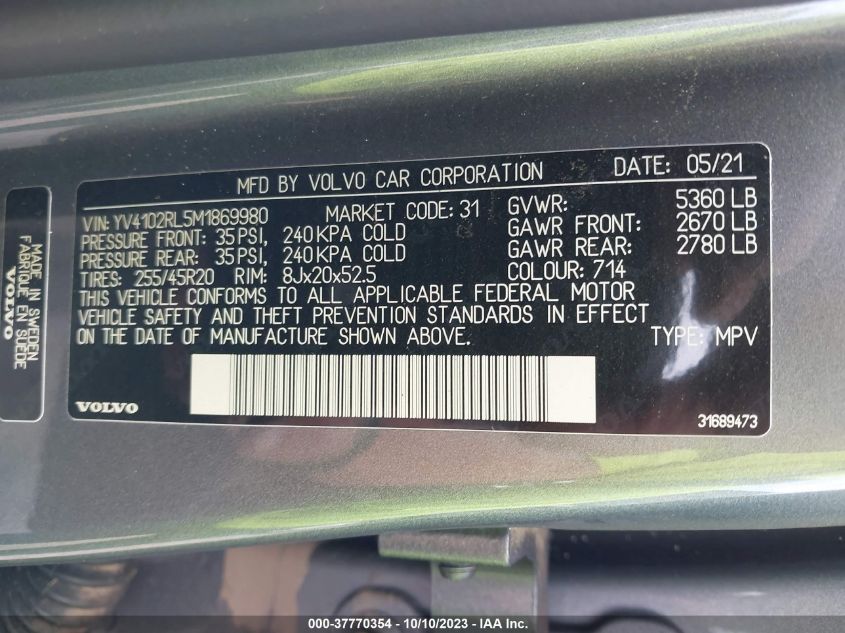 MFD BY VOLVO CAR CORPORATION DATE: 05/21
VIN: YV4102RL5M1869980 MARKET CODE: 31 GVWR: 5360 LB
PRESSURE FRONT: 35 PSI, 240 KPA COLD GAWR FRONT: 2670 LB
PRESSURE REAR: 35 PSI, 240 KPA COLD GAWR REAR: 2780 LB
TIRES: 255/45R20 RIM: 8Jx20x52.5 COLOUR: 714
THIS VEHICLE CONFORMS TO ALL APPLICABLE FEDERAL MOTOR
VEHICLE SAFETY AND THEFT PREVENTION STANDARDS IN EFFECT
ON THE DATE OF MANUFACTURE SHOWN ABOVE. TYPE: MPV
VOLVO
31689473
MADE IN SWEDEN
FABRIQUE EN SUEDE
VOLVO
000-37770354 - 10/10/2023 - IAA Inc.